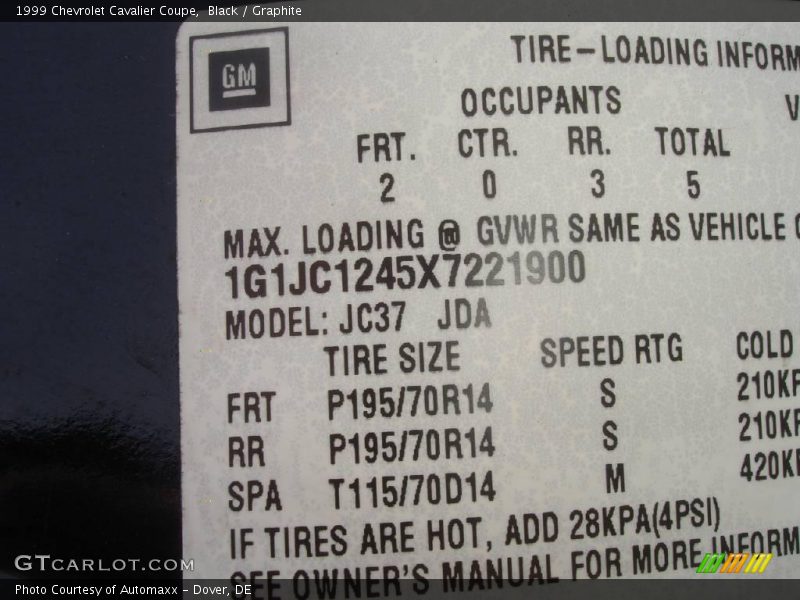 1999 Chevrolet Cavalier Coupe,  Black / Graphite
GM
TIRE-LOADING INFORM
OCCUPANTS V
FRT. CTR. RR. TOTAL
2 0 3 5
MAX. LOADING @ GVWR SAME AS VEHICLE
1G1JC1245X7221900
MODEL: JC37 JDA
TIRE SIZE SPEED RTG COLD
FRT P195/70R14 S 210KP
RR P195/70R14 S 210KP
SPA T115/70D14 M 420KP
IF TIRES ARE HOT, ADD 28KPA(4PSI)
SEE OWNER'S MANUAL FOR MORE INFORM
GTcarlot.com
Photo Courtesy of Automaxx - Dover, DE